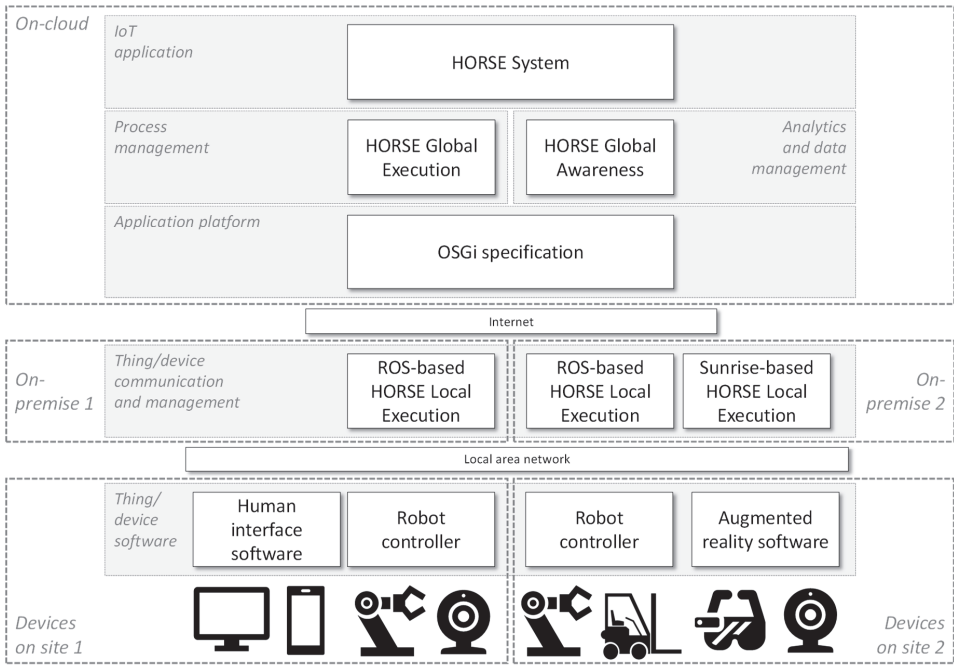 On-cloud
IoT
application
HORSE System
Process
management
HORSE Global
Execution
HORSE Global
Awareness
Analytics
and data
management
Application platform
OSGi specification
Internet
On-
premise 1
Thing/device
communication
and management
ROS-based
HORSE Local
Execution
ROS-based
HORSE Local
Execution
Sunrise-based
HORSE Local
Execution
On-
premise 2
Local area network
Thing/
device
software
Human
interface
software
Robot
controller
Robot
controller
Augmented
reality software
Devices
on site 1
Devices
on site 2